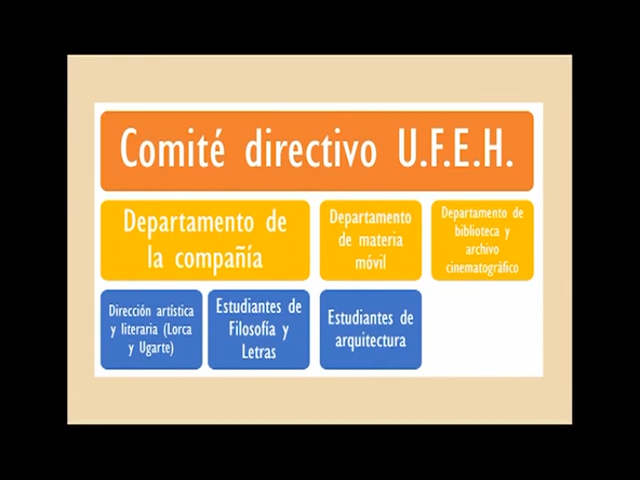 Comité directivo U.F.E.H.
Departamento de
la compañía
Departamento
de materia
móvil
Departamento de
biblioteca y
archivo
cinematográfico
Dirección artística
y literaria (Lorca
y Ugarte)
Estudiantes de
Filosofía y
Letras
Estudiantes de
arquitectura